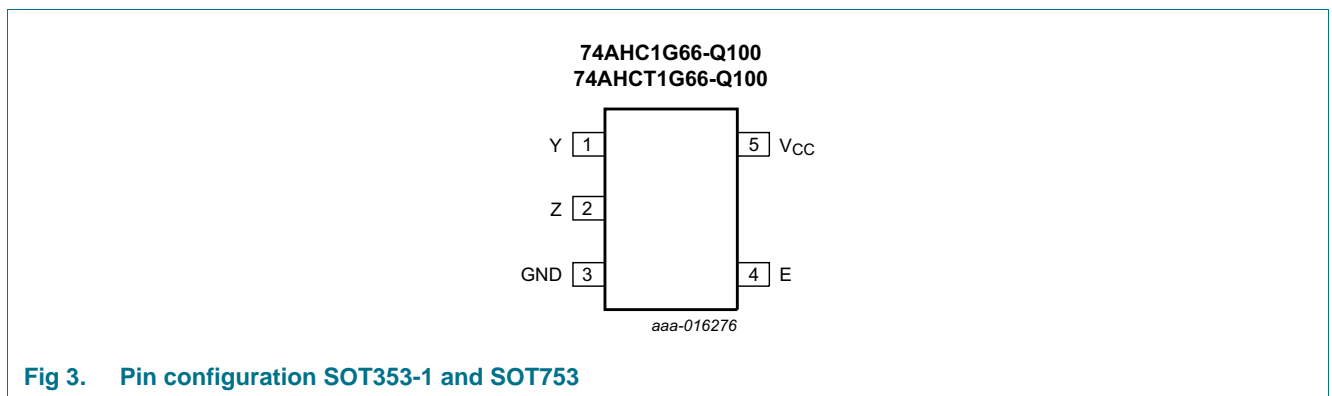 74AHC1G66-Q100
74AHCT1G66-Q100
Y 1
5 VCC
Z 2
GND 3
4 E
aaa-016276
Fig 3. Pin configuration SOT353-1 and SOT753